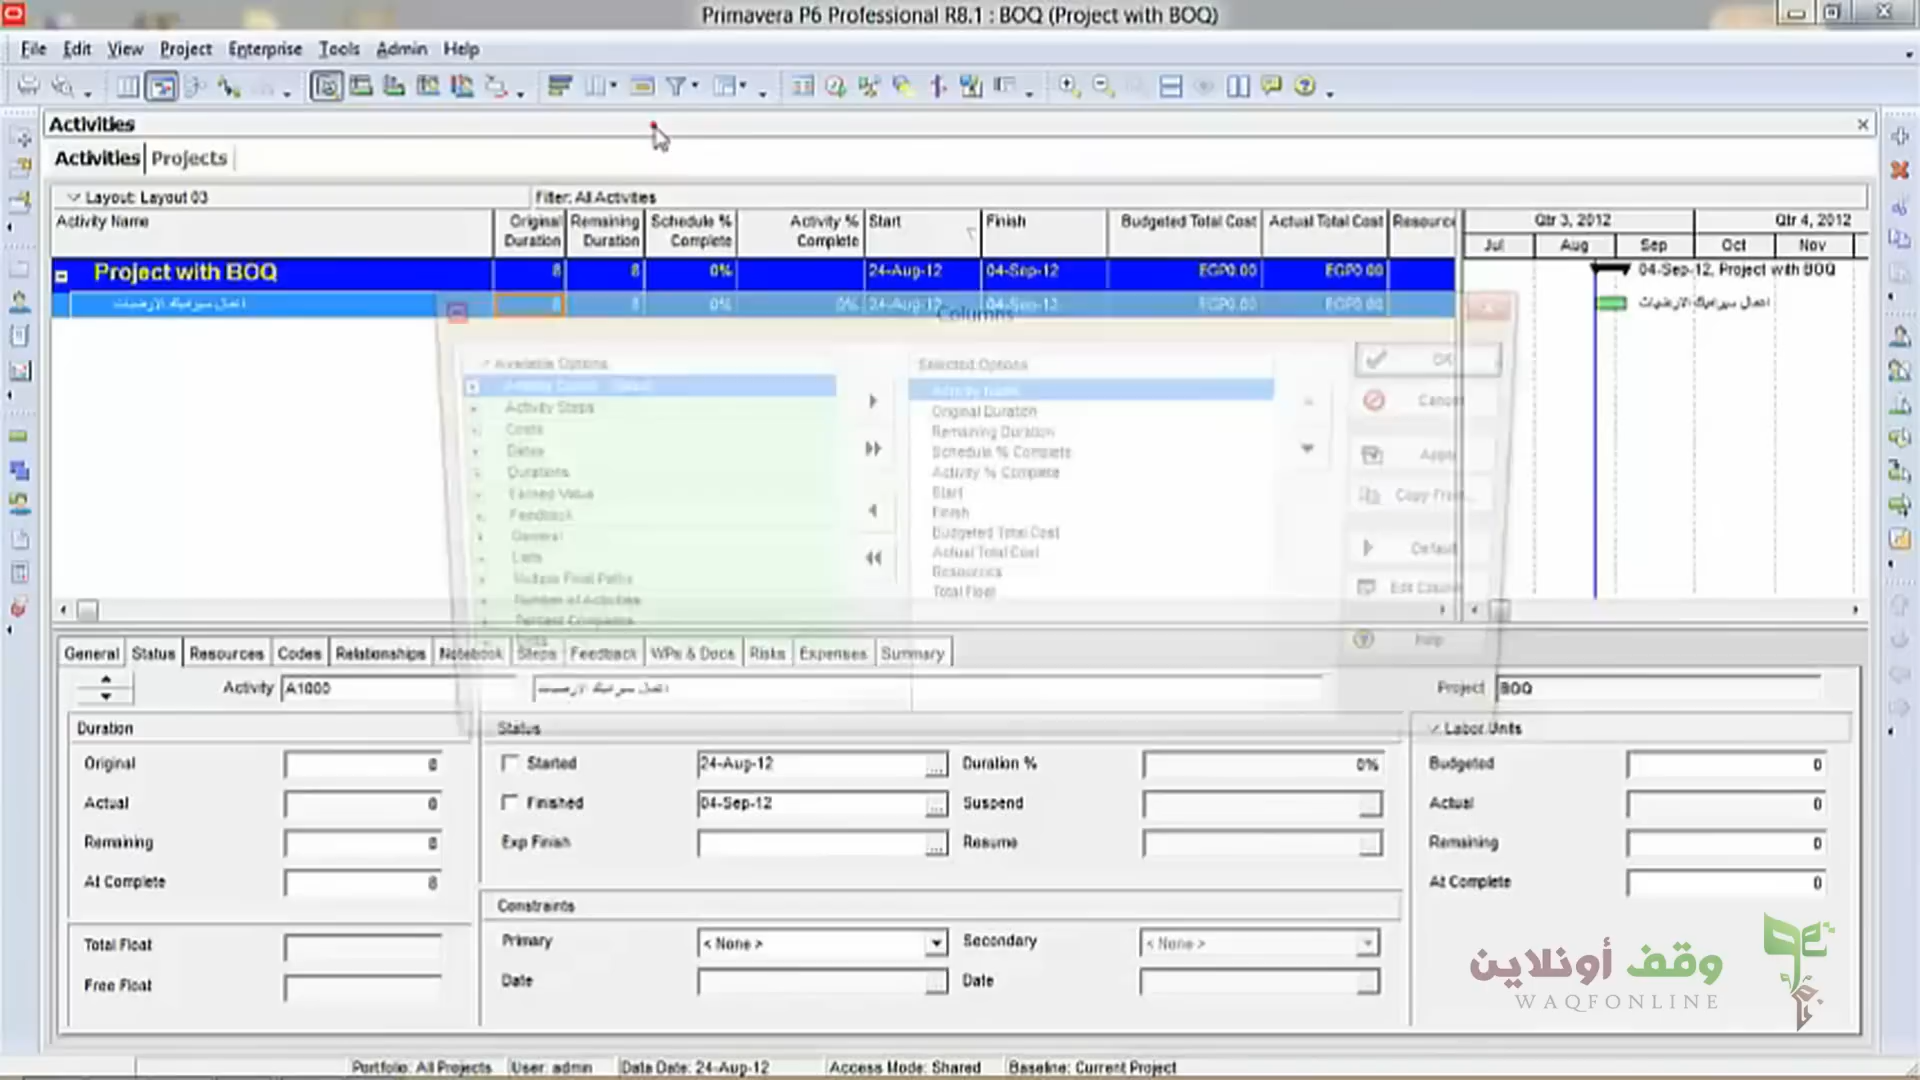 Primavera P6 Professional R8.1 : BOQ (Project with BOQ)
File Edit View Project Enterprise Tools Admin Help
Activities
Activities Projects
Layout: Layout 03 Filter: All Activities
Activity Name Original Duration Remaining Duration Schedule % Complete Activity % Complete Start Finish Budgeted Total Cost Actual Total Cost Resource
Qtr 3, 2012 Qtr 4, 2012
Jul Aug Sep Oct Nov
Project with BOQ 8 8 0% 24-Aug-12 04-Sep-12 EGP0.00 EGP0.00
04-Sep-12, Project with BOQ
اعمال سيراميك الارضيات 8 8 0% 0% 24-Aug-12 04-Sep-12 EGP0.00 EGP0.00
اعمال سيراميك الارضيات
Columns
Available Options
Activity Steps
Costs
Dates
Durations
Earned Value
Feedback
General
Lists
Multiple Float Paths
Number of Activities
Percent Complete
Units
Selected Options
Activity Name
Original Duration
Remaining Duration
Schedule % Complete
Activity % Complete
Start
Finish
Budgeted Total Cost
Actual Total Cost
Resources
Total Float
OK
Cancel
Apply
Copy From...
Default
Edit Column
Help
General Status Resources Codes Relationships Notebook Steps Feedback WPs & Docs Risks Expenses Summary
Activity A1000 اعمال سيراميك الارضيات Project BOQ
Duration
Original 8
Actual 0
Remaining 8
At Complete 8
Total Float
Free Float
Status
Started 24-Aug-12 Duration % 0%
Finished 04-Sep-12 Suspend
Exp Finish Resume
Constraints
Primary < None > Secondary < None >
Date Date
Labor Units
Budgeted 0
Actual 0
Remaining 0
At Complete 0
وقف أونلاين
WAQFONLINE
Portfolio: All Projects User: admin Data Date: 24-Aug-12 Access Mode: Shared Baseline: Current Project